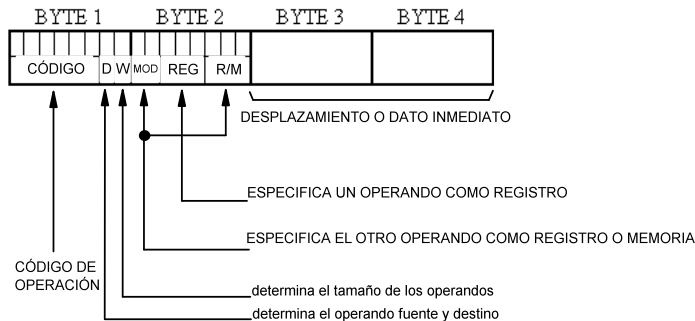 BYTE 1 BYTE 2 BYTE 3 BYTE 4
CÓDIGO D W MOD REG R/M
DESPLAZAMIENTO O DATO INMEDIATO
ESPECIFICA UN OPERANDO COMO REGISTRO
ESPECIFICA EL OTRO OPERANDO COMO REGISTRO O MEMORIA
CÓDIGO DE
OPERACIÓN
determina el tamaño de los operandos
determina el operando fuente y destino